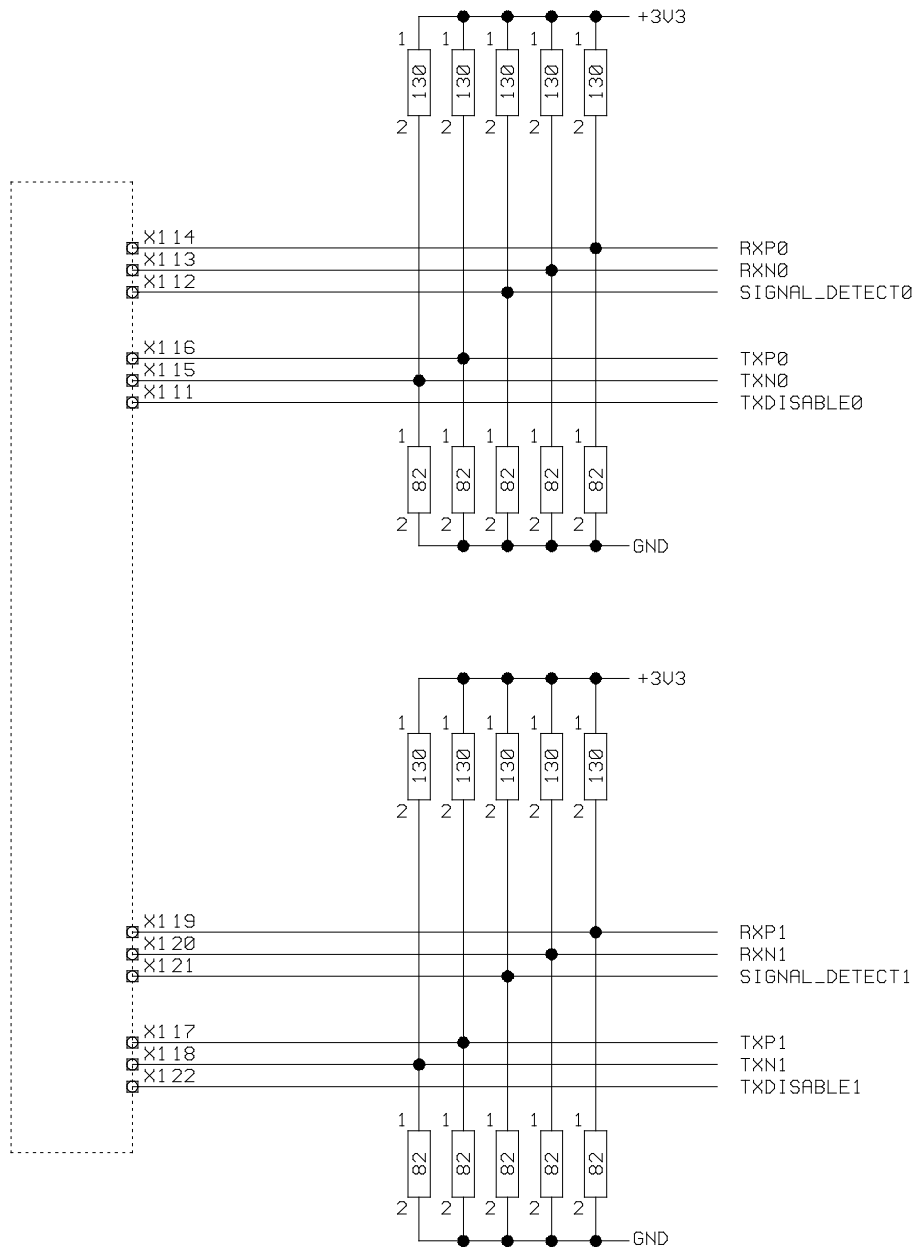 +3V3
1 1 1 1 1
130 130 130 130 130
2 2 2 2 2
X114 RXP0
X113 RXN0
X112 SIGNAL_DETECT0
X116 TXP0
X115 TXN0
X111 TXDISABLE0
1 1 1 1 1
82 82 82 82 82
2 2 2 2 2
GND
+3V3
1 1 1 1 1
130 130 130 130 130
2 2 2 2 2
X119 RXP1
X120 RXN1
X121 SIGNAL_DETECT1
X117 TXP1
X118 TXN1
X122 TXDISABLE1
1 1 1 1 1
82 82 82 82 82
2 2 2 2 2
GND